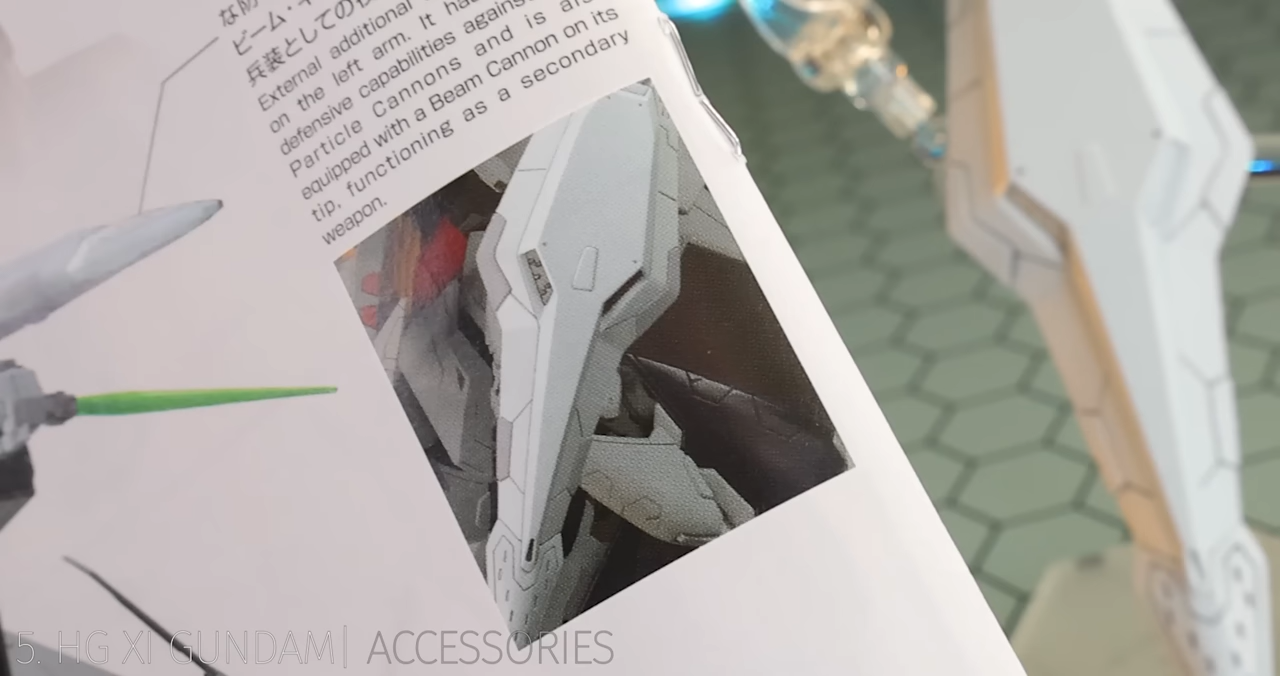 な防
ビーム・
兵装としての
External additional
on the left arm. It
defensive capabilities against
Particle Cannons and is
equipped with a Beam Cannon on its
tip, functioning as a secondary
weapon.
5. HG XI GUNDAM| ACCESSORIES